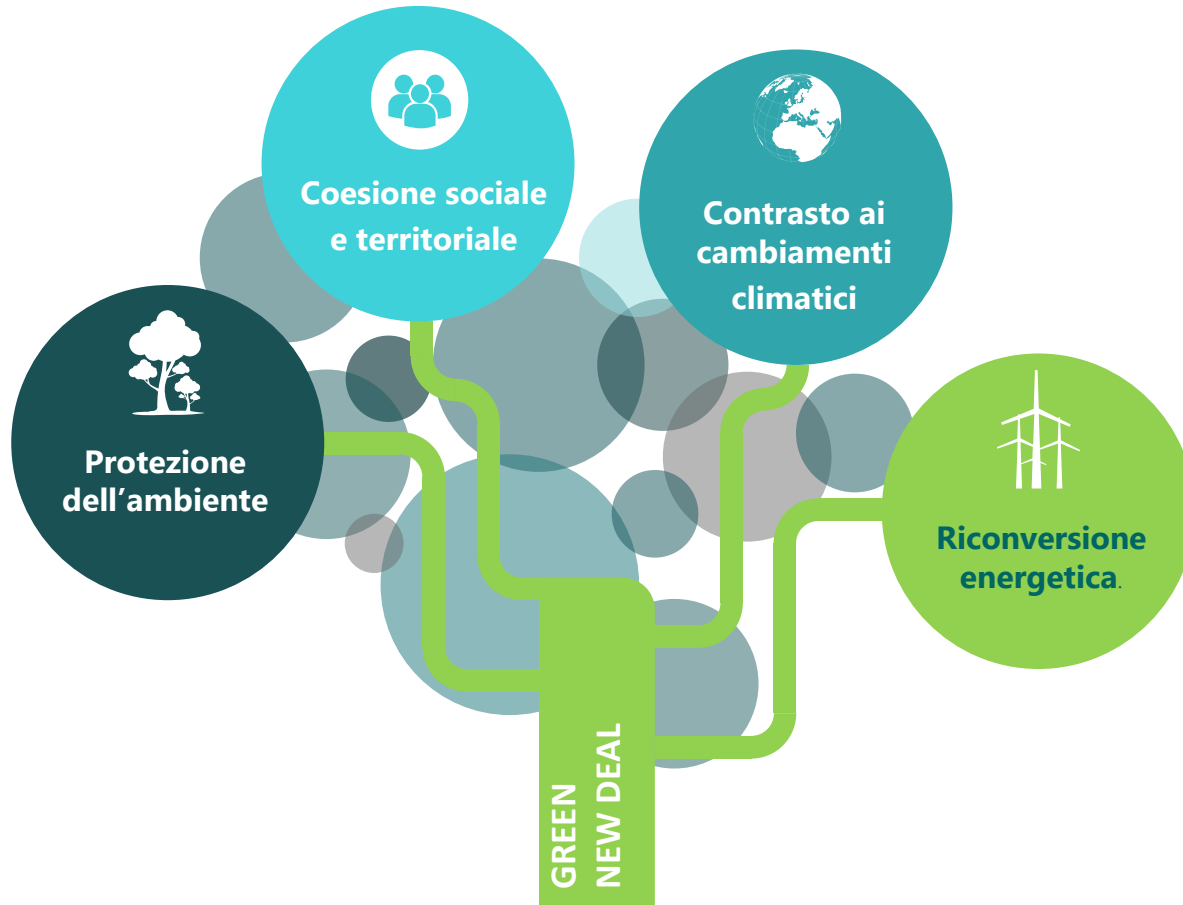 Coesione sociale
e territoriale
Contrasto ai
cambiamenti
climatici
Protezione
dell’ambiente
Riconversione
energetica.
GREEN
NEW DEAL